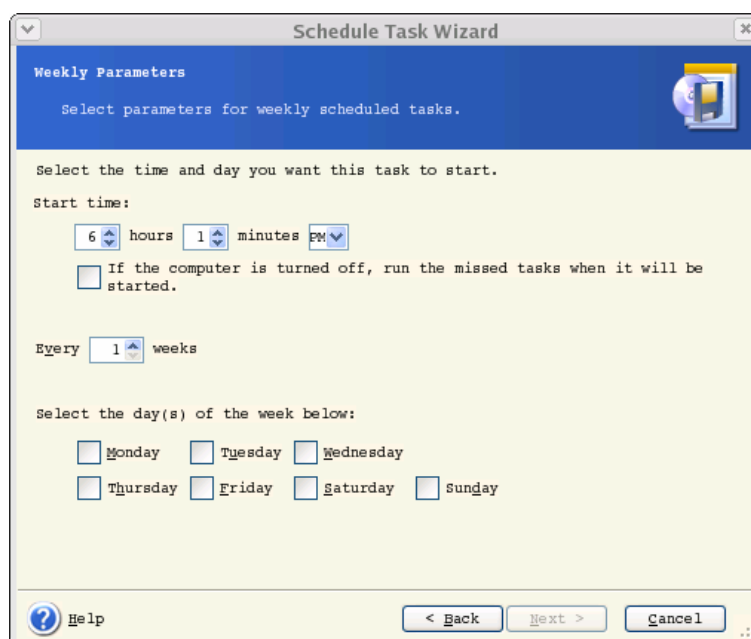 Schedule Task Wizard
Weekly Parameters
Select parameters for weekly scheduled tasks.
Select the time and day you want this task to start.
Start time:
6 hours 1 minutes PM
If the computer is turned off, run the missed tasks when it will be
started.
Every 1 weeks
Select the day(s) of the week below:
Monday Tuesday Wednesday
Thursday Friday Saturday Sunday
? Help < Back Next > Cancel